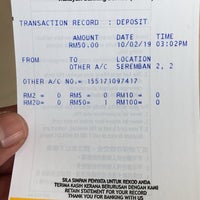 TRANSACTION RECORD : DEPOSIT
AMOUNT DATE TIME
RM50.00 10/02/19 03:02PM
FROM TO LOCATION
OTHER A/C SEREMBAN 2, 2
OTHER A/C NO.: 155171097417
RM2 = 0 RM5 = 0 RM10 = 0
RM20= 0 RM50= 1 RM100= 0
SILA SIMPAN PENYATA UNTUK REKOD ANDA
TERIMA KASIH KERANA BERURUSAN DENGAN KAMI
RETAIN STATEMENT FOR YOUR RECORD
THANK YOU FOR BANKING WITH US